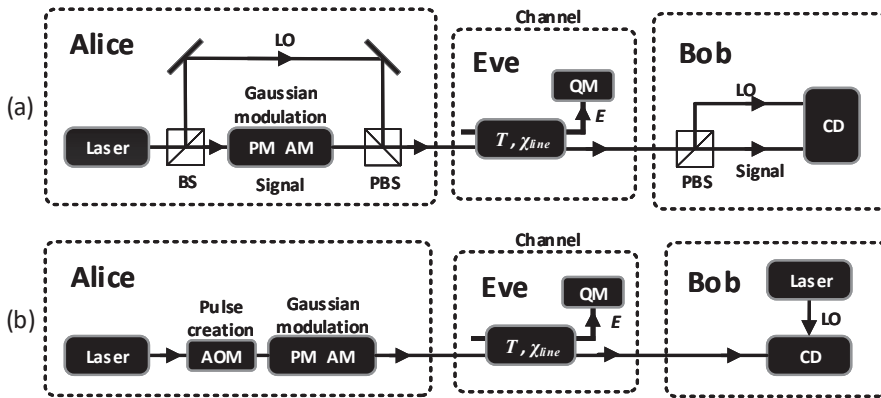 Channel
Alice
LO
Eve
Bob
QM
E
LO
Gaussian
modulation
(a)
Laser
PM AM
T, χline
CD
BS
Signal
PBS
PBS
Signal
Channel
Alice
Eve
Bob
Laser
QM
E
LO
Pulse
creation
Gaussian
modulation
(b)
Laser
AOM
PM AM
T, χline
CD